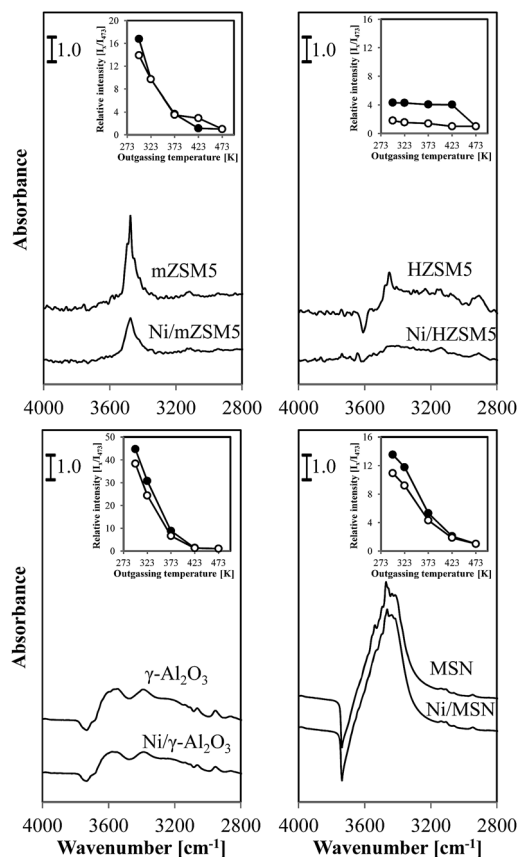 1.0
Relative intensity [Iₓ/I₄₇₃]
20
16
12
8
4
0
273 323 373 423 473
Outgassing temperature [K]
Absorbance
mZSM5
Ni/mZSM5
4000 3600 3200 2800
1.0
Relative intensity [Iₓ/I₄₇₃]
16
12
8
4
0
273 323 373 423 473
Outgassing temperature [K]
Absorbance
HZSM5
Ni/HZSM5
4000 3600 3200 2800
1.0
Relative intensity [Iₓ/I₄₇₃]
50
40
30
20
10
0
273 323 373 423 473
Outgassing temperature [K]
Absorbance
γ-Al₂O₃
Ni/γ-Al₂O₃
4000 3600 3200 2800
Wavenumber [cm⁻¹]
1.0
Relative intensity [Iₓ/I₄₇₃]
16
12
8
4
0
273 323 373 423 473
Outgassing temperature [K]
Absorbance
MSN
Ni/MSN
4000 3600 3200 2800
Wavenumber [cm⁻¹]